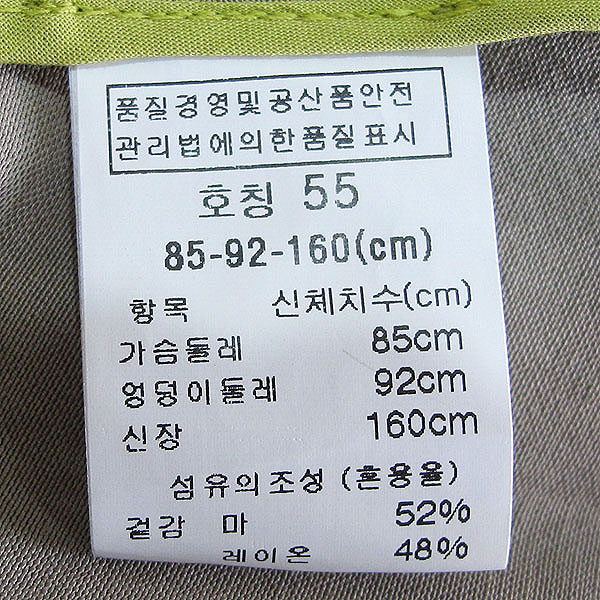 품질경영및공산품안전
관리법에의한품질표시
호칭 55
85-92-160(cm)
항목 신체치수(cm)
가슴둘레 85cm
엉덩이둘레 92cm
신장 160cm
섬유의조성 (혼용율)
겉감 마 52%
레이온 48%